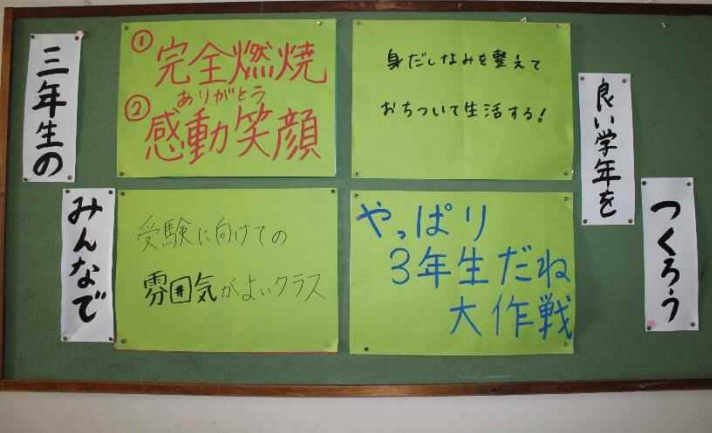 三年生の
みんなで
良い学年を
つくろう
①完全燃焼
ありがとう
②感動笑顔
身だしなみを整えて
おちついて生活する!
受験に向けての
雰囲気がよいクラス
やっぱり
3年生だね
大作戦